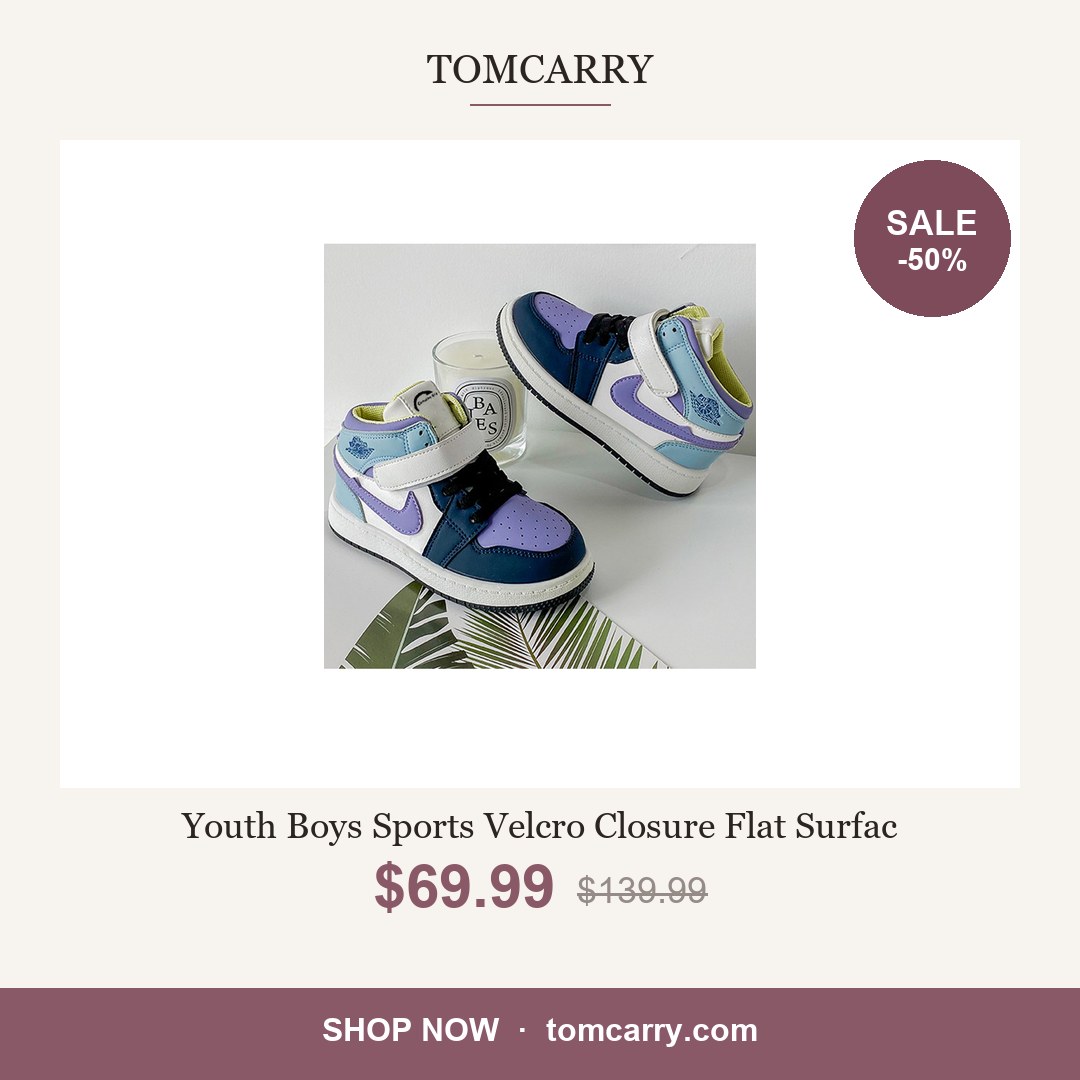 TOMCARRY
SALE
-50%
BA
IES
Youth Boys Sports Velcro Closure Flat Surfac
$69.99 $139.99
SHOP NOW · tomcarry.com